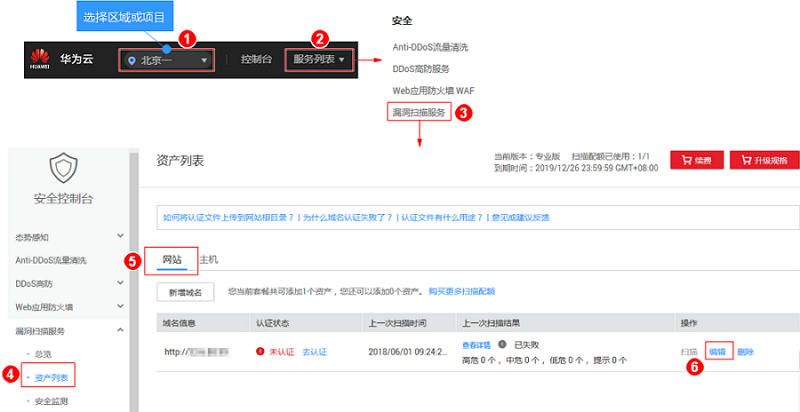 选择区域或项目
1
2
HUAWEI
华为云
北京一
控制台
服务列表
安全
Anti-DDoS流量清洗
DDoS高防服务
Web应用防火墙 WAF
漏洞扫描服务
3
安全控制台
态势感知
Anti-DDoS流量清洗
DDoS高防
Web应用防火墙
漏洞扫描服务
总览
4
资产列表
安全监测
资产列表
当前版本：专业版 扫描配额已使用：1/1
到期时间：2019/12/26 23:59:59 GMT+08:00
续费
升级规格
如何将认证文件上传到网站根目录？ | 为什么域名认证失败了？ | 认证文件有什么用途？ | 意见或建议反馈
5
网站
主机
新增域名
您当前套餐共可添加1个资产，您还可以添加0个资产。 购买更多扫描配额
域名信息 认证状态 上一次扫描时间 上一次扫描结果 操作
http://
未认证 去认证
2018/06/01 09:24:2...
查看详情 已失败
高危 0 个 ，中危 0 个 ，低危 0 个 ，提示 0 个
扫描 编辑 删除
6